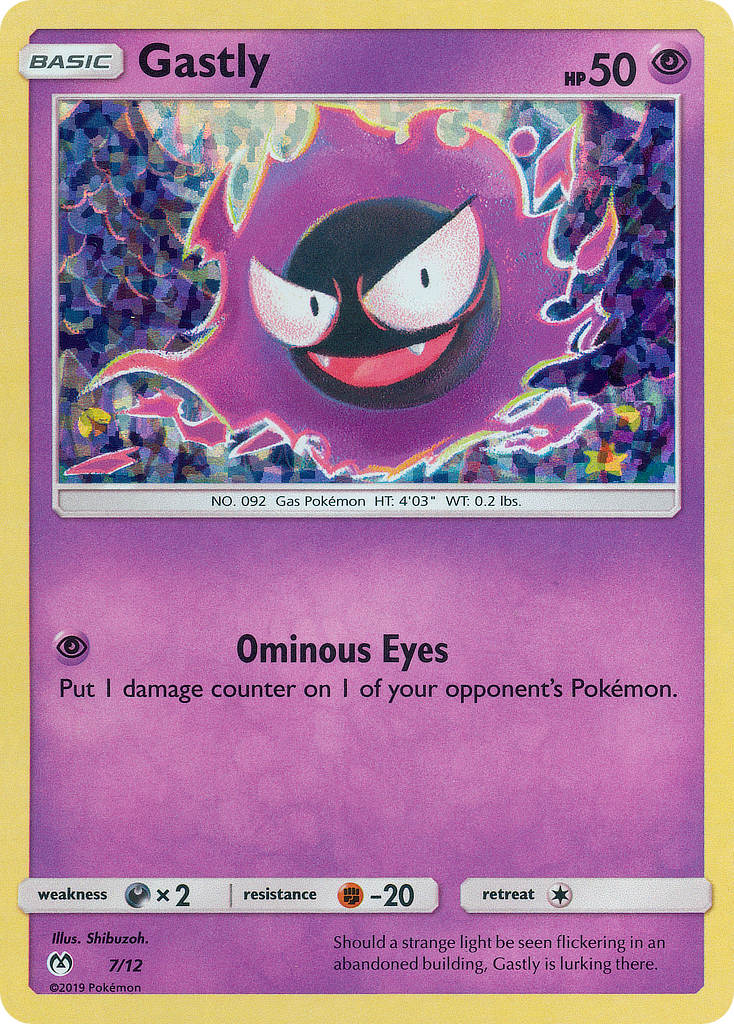 BASIC Gastly HP 50
NO. 092 Gas Pokémon HT: 4'03" WT: 0.2 lbs.
Ominous Eyes
Put 1 damage counter on 1 of your opponent's Pokémon.
weakness ×2 resistance -20 retreat
Illus. Shibuzoh.
7/12
©2019 Pokémon
Should a strange light be seen flickering in an
abandoned building, Gastly is lurking there.